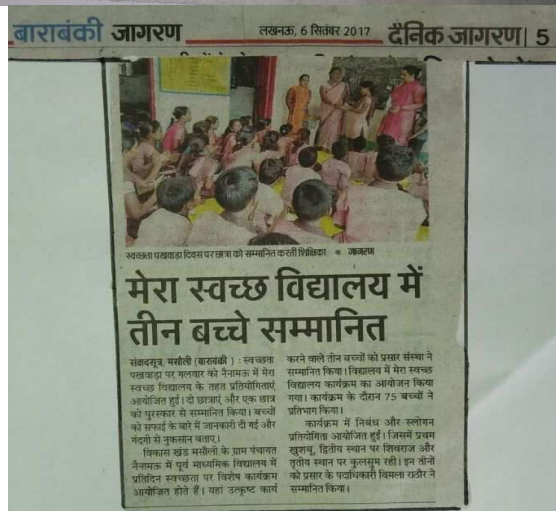 बाराबंकी जागरण
लखनऊ, 6 सितंबर 2017
दैनिक जागरण 5
स्वच्छता पखवाड़ा दिवस पर छात्रा को सम्मानित करती शिक्षिका ● जागरण
मेरा स्वच्छ विद्यालय में
तीन बच्चे सम्मानित
संवादसूत्र, मसौली (बाराबंकी) : स्वच्छता
पखवाड़ा पर गलवार को नैनामऊ में मेरा
स्वच्छ विद्यालय के तहत प्रतियोगिताएं
आयोजित हुई। दो छात्राएं और एक छात्र
को पुरस्कार से सम्मानित किया। बच्चों
को सफाई के बारे में जानकारी दी गई और
गंदगी से नुकसान बताए।
विकास खंड मसौली के ग्राम पंचायत
नैनामऊ में पूर्व माध्यमिक विद्यालय में
प्रतिदिन स्वच्छता पर विशेष कार्यक्रम
आयोजित होते हैं। यहां उत्कृष्ट कार्य
करने वाले तीन बच्चों को प्रसार संस्था ने
सम्मानित किया। विद्यालय में मेरा स्वच्छ
विद्यालय कार्यक्रम का आयोजन किया
गया। कार्यक्रम के दौरान 75 बच्चों ने
प्रतिभाग किया।
कार्यक्रम में निबंध और स्लोगन
प्रतियोगिता आयोजित हुई। जिसमें प्रथम
खुशबू, द्वितीय स्थान पर शिवराज और
तृतीय स्थान पर कुलसुम रही। इन तीनों
को प्रसार के पदाधिकारी विमला राठौर ने
सम्मानित किया।